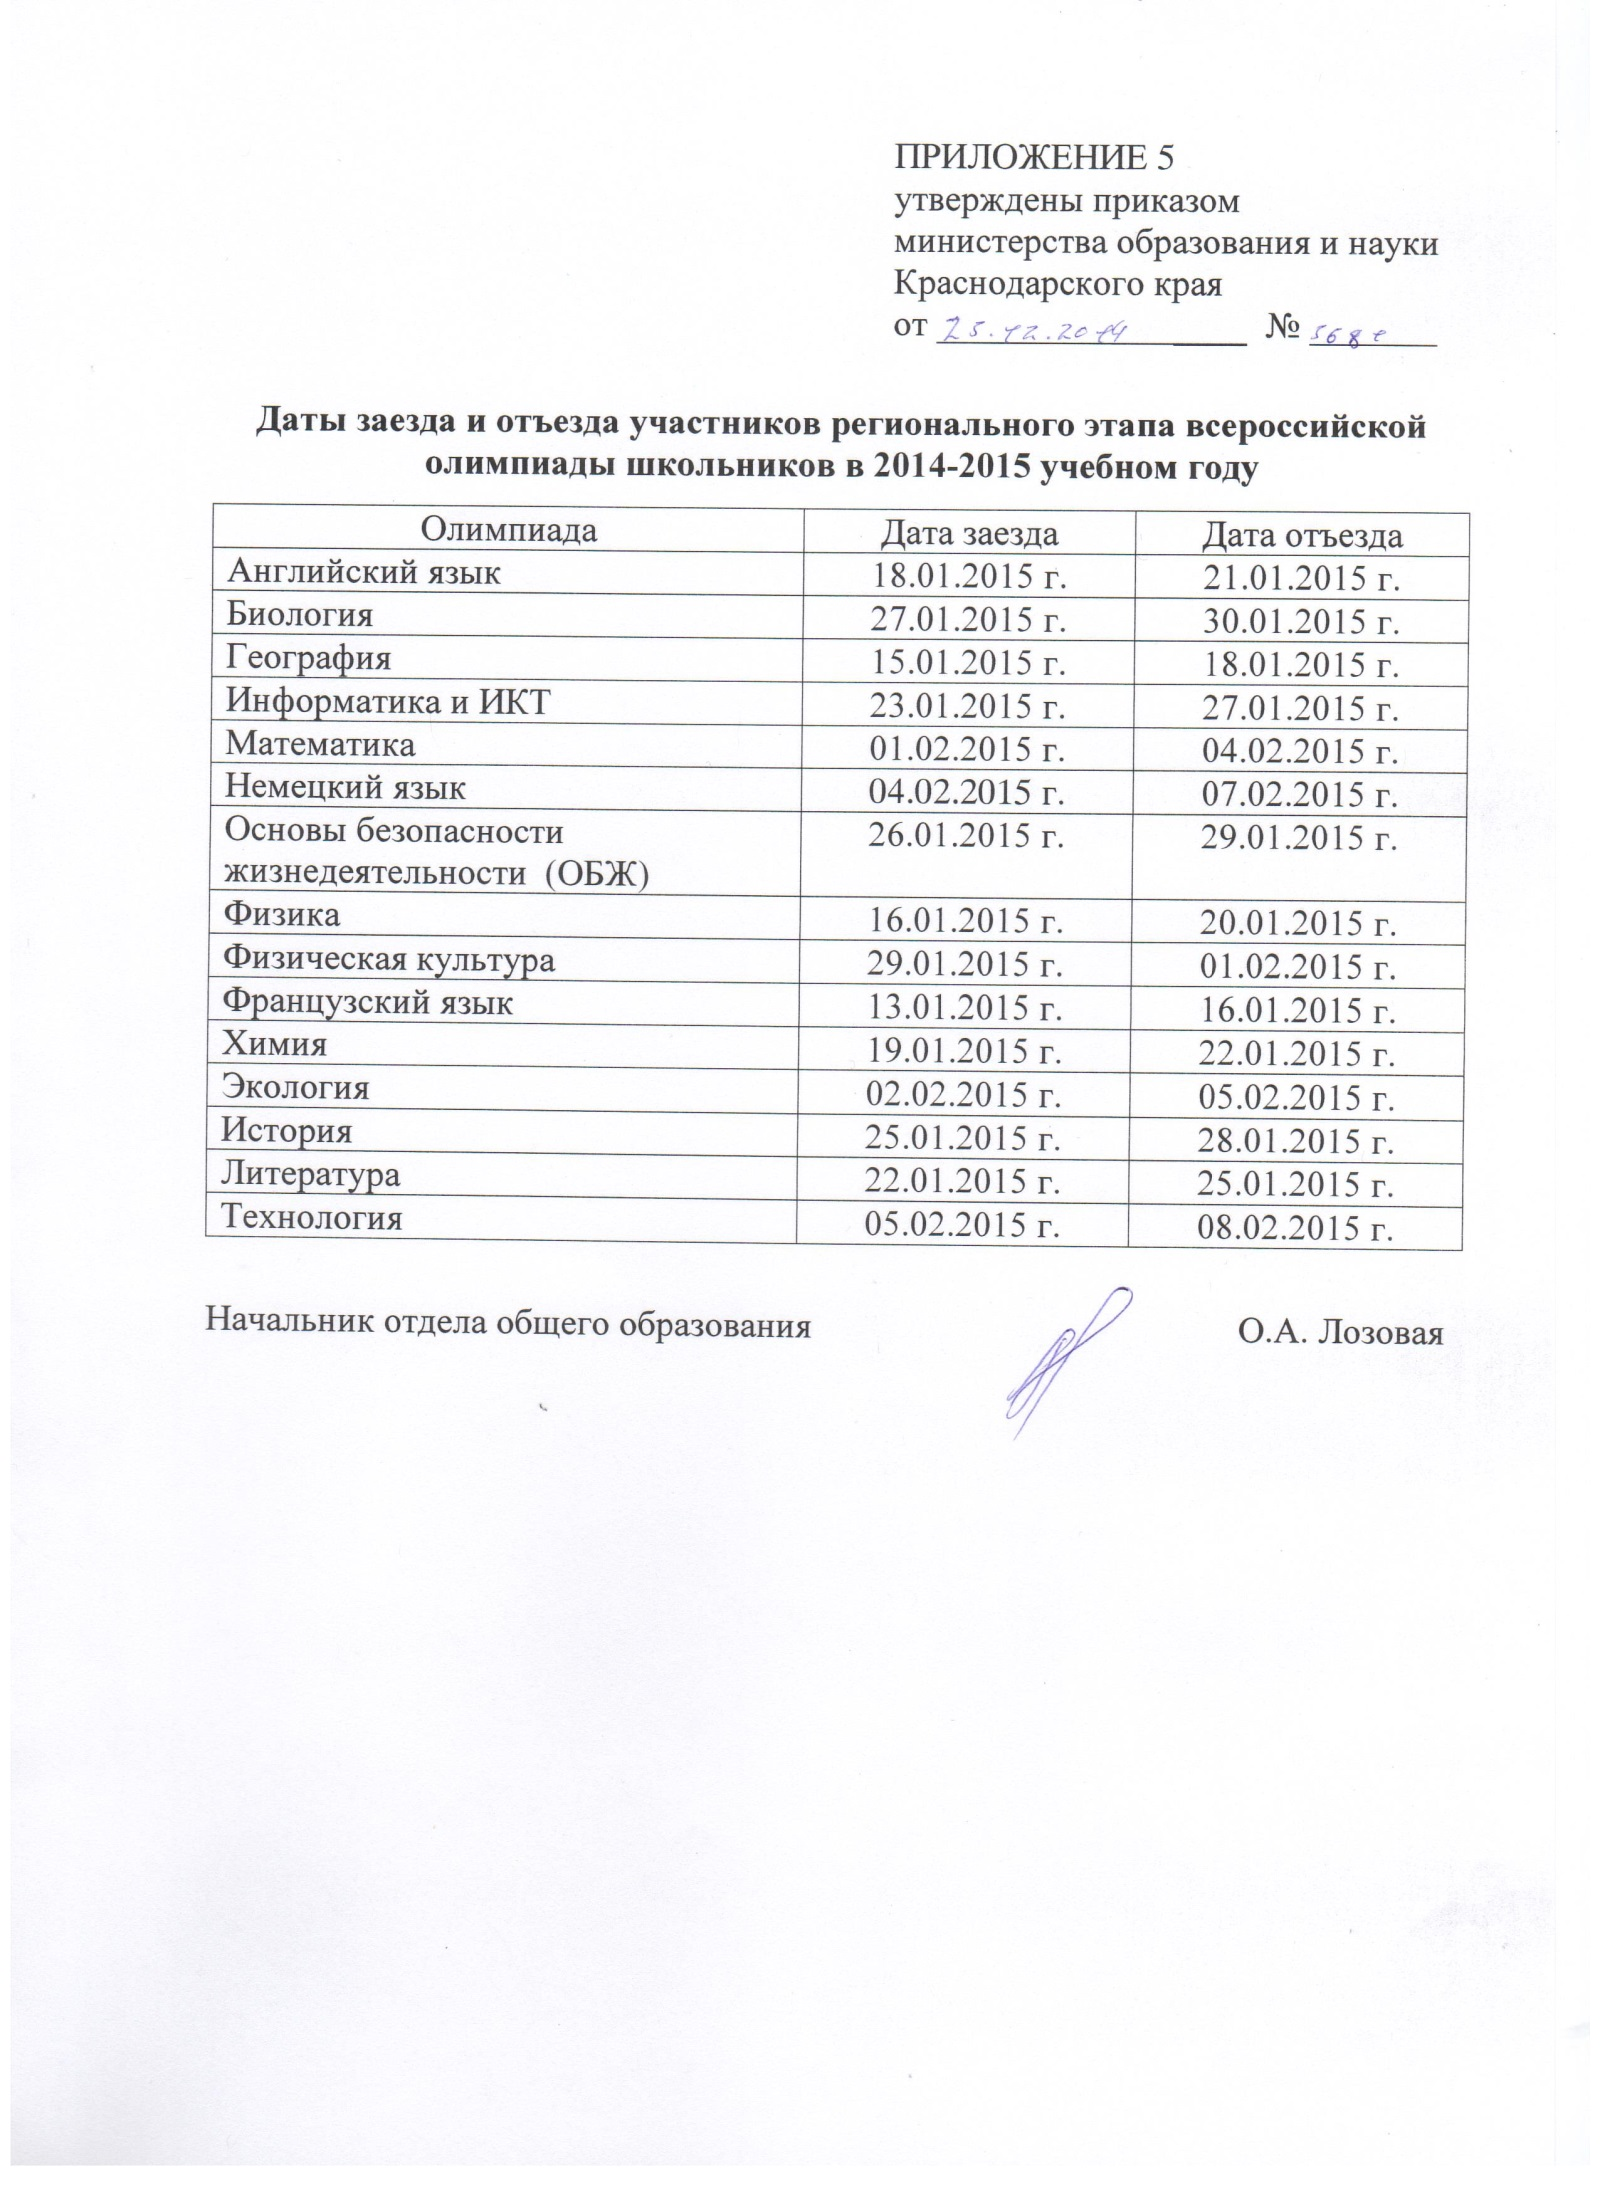 ПРИЛОЖЕНИЕ 5
утверждены приказом
министерства образования и науки
Краснодарского края
от 25.12.2014 №
Даты заезда и отъезда участников регионального этапа всероссийской
олимпиады школьников в 2014-2015 учебном году
Олимпиада Дата заезда Дата отъезда
Английский язык 18.01.2015 г. 21.01.2015 г.
Биология 27.01.2015 г. 30.01.2015 г.
География 15.01.2015 г. 18.01.2015 г.
Информатика и ИКТ 23.01.2015 г. 27.01.2015 г.
Математика 01.02.2015 г. 04.02.2015 г.
Немецкий язык 04.02.2015 г. 07.02.2015 г.
Основы безопасности 26.01.2015 г. 29.01.2015 г.
жизнедеятельности (ОБЖ)
Физика 16.01.2015 г. 20.01.2015 г.
Физическая культура 29.01.2015 г. 01.02.2015 г.
Французский язык 13.01.2015 г. 16.01.2015 г.
Химия 19.01.2015 г. 22.01.2015 г.
Экология 02.02.2015 г. 05.02.2015 г.
История 25.01.2015 г. 28.01.2015 г.
Литература 22.01.2015 г. 25.01.2015 г.
Технология 05.02.2015 г. 08.02.2015 г.
Начальник отдела общего образования О.А. Лозовая